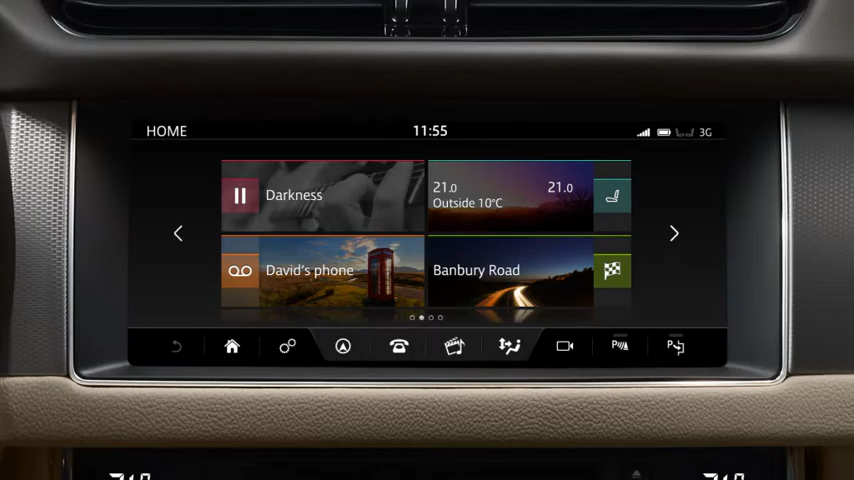 HOME
11:55
3G
Darkness
21.0
21.0
Outside 10°C
David's phone
Banbury Road
P
P